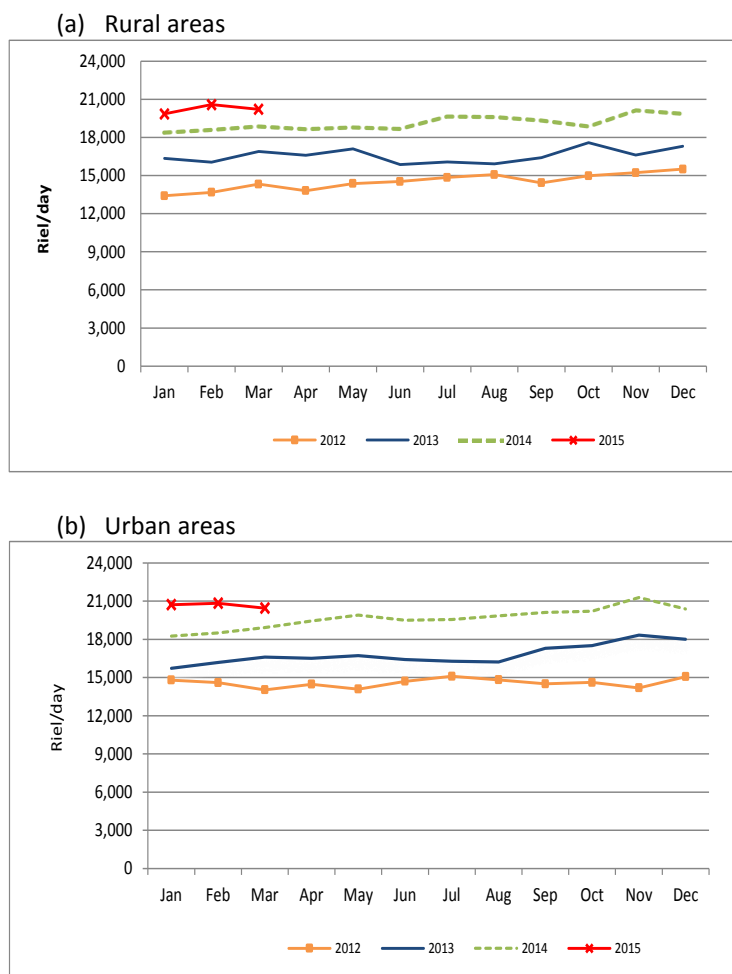 (a) Rural areas
24,000
21,000
18,000
15,000
12,000
9,000
6,000
3,000
0
Riel/day
Jan Feb Mar Apr May Jun Jul Aug Sep Oct Nov Dec
2012 2013 2014 2015
(b) Urban areas
24,000
21,000
18,000
15,000
12,000
9,000
6,000
3,000
0
Riel/day
Jan Feb Mar Apr May Jun Jul Aug Sep Oct Nov Dec
2012 2013 2014 2015